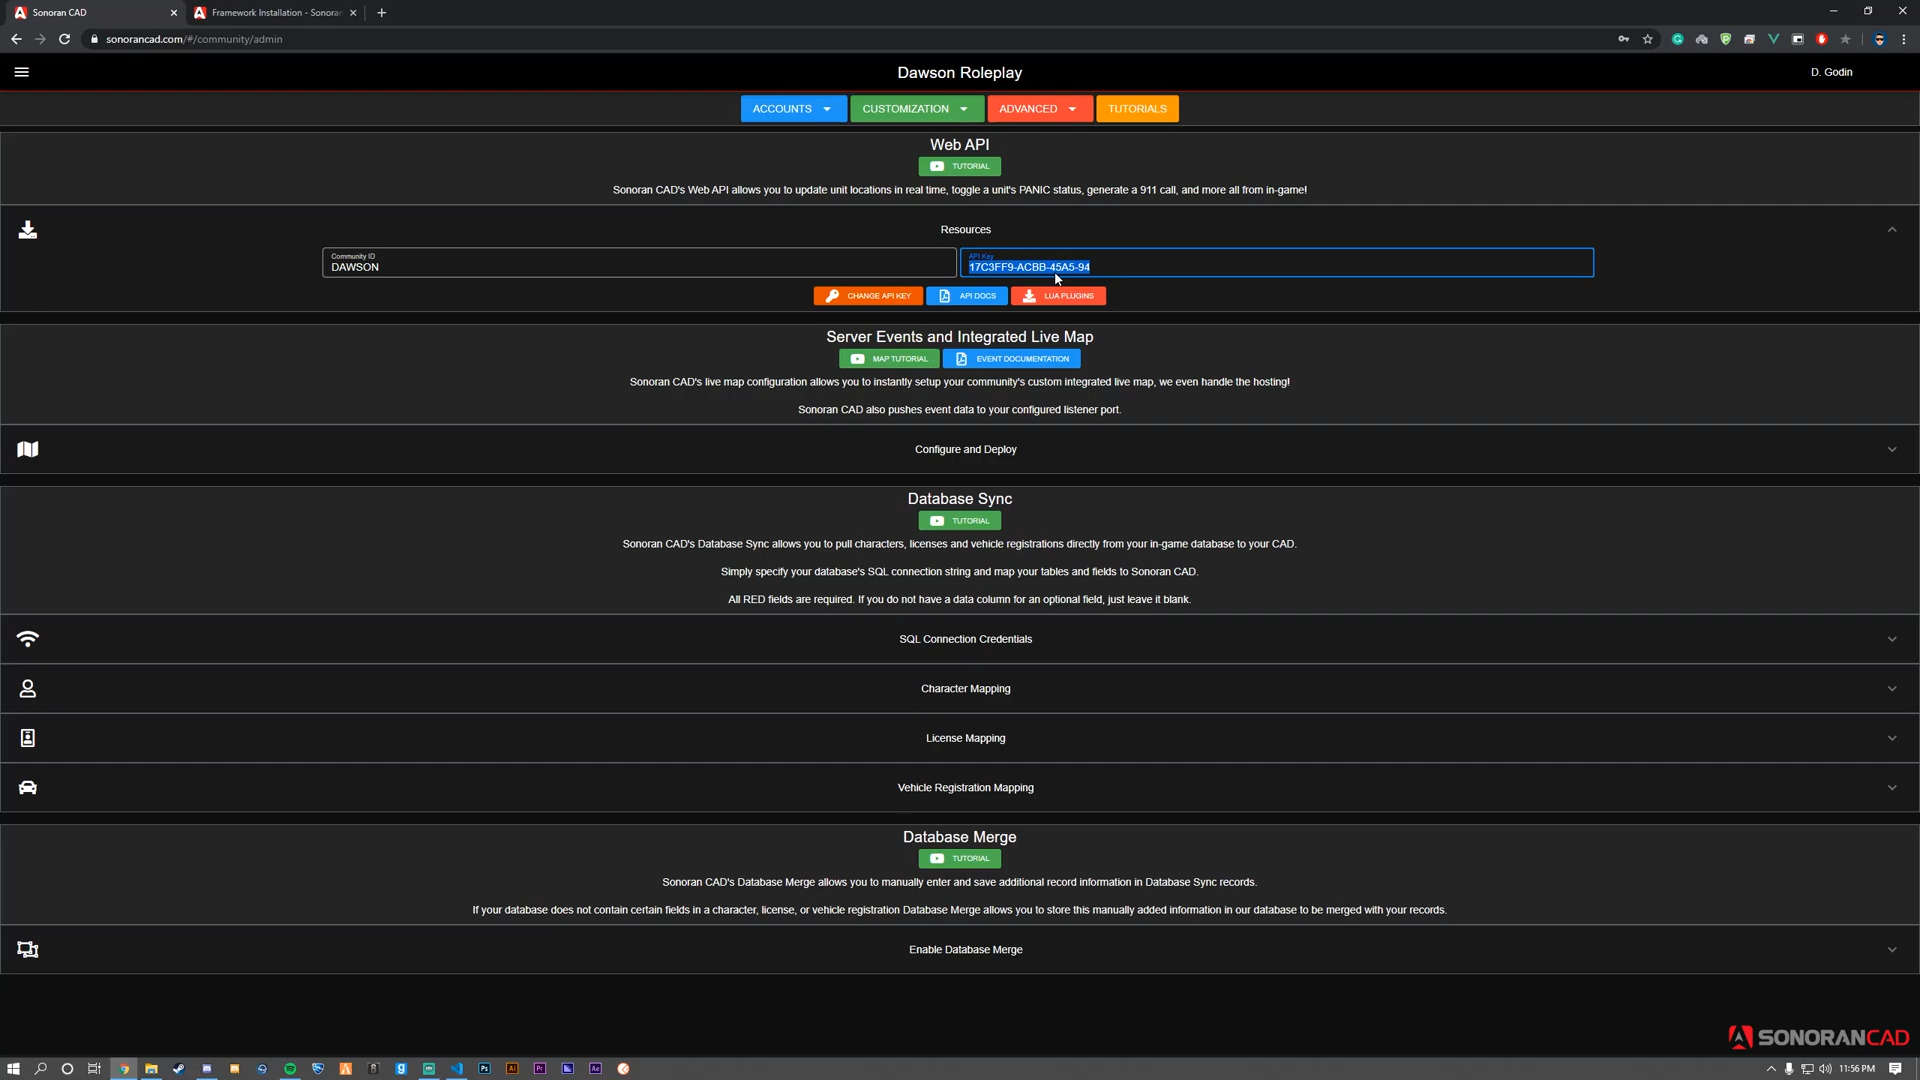 Sonoran CAD
Framework Installation - Sonoran
sonorancad.com/#/community/admin
Dawson Roleplay
D. Godin
ACCOUNTS
CUSTOMIZATION
ADVANCED
TUTORIALS
Web API
TUTORIAL
Sonoran CAD's Web API allows you to update unit locations in real time, toggle a unit's PANIC status, generate a 911 call, and more all from in-game!
Resources
Community ID
DAWSON
API Key
17C3FF9-ACBB-45A5-94
CHANGE API KEY
API DOCS
LUA PLUGINS
Server Events and Integrated Live Map
MAP TUTORIAL
EVENT DOCUMENTATION
Sonoran CAD's live map configuration allows you to instantly setup your community's custom integrated live map, we even handle the hosting!
Sonoran CAD also pushes event data to your configured listener port.
Configure and Deploy
Database Sync
TUTORIAL
Sonoran CAD's Database Sync allows you to pull characters, licenses and vehicle registrations directly from your in-game database to your CAD.
Simply specify your database's SQL connection string and map your tables and fields to Sonoran CAD.
All RED fields are required. If you do not have a data column for an optional field, just leave it blank.
SQL Connection Credentials
Character Mapping
License Mapping
Vehicle Registration Mapping
Database Merge
TUTORIAL
Sonoran CAD's Database Merge allows you to manually enter and save additional record information in Database Sync records.
If your database does not contain certain fields in a character, license, or vehicle registration Database Merge allows you to store this manually added information in our database to be merged with your records.
Enable Database Merge
SONORANCAD
Ps
Ai
Pr
Ae
11:56 PM